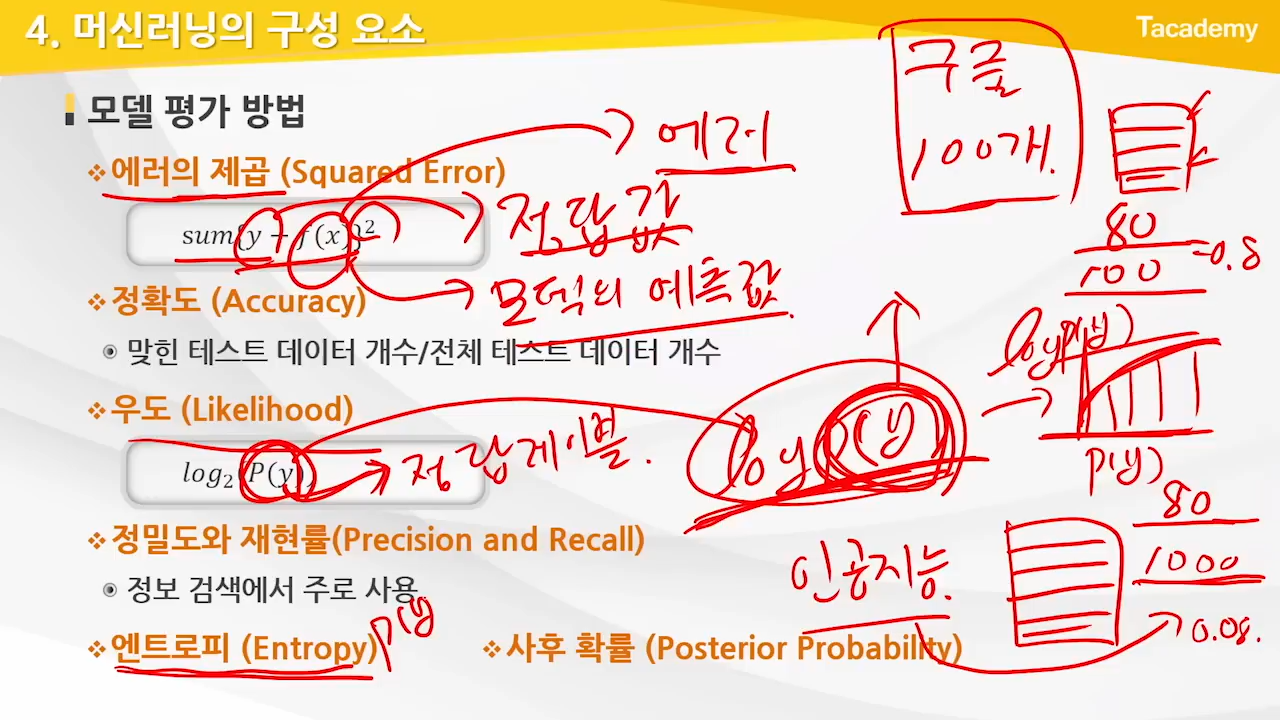 4. 머신러닝의 구성 요소
Tacademy
모델 평가 방법
에러의 제곱 (Squared Error)
sum{y − f(x)}²
정확도 (Accuracy)
맞힌 테스트 데이터 개수/전체 테스트 데이터 개수
우도 (Likelihood)
log₂(P(y))
정밀도와 재현률(Precision and Recall)
정보 검색에서 주로 사용
엔트로피 (Entropy)
P(y
사후 확률 (Posterior Probability)
에러
정답값
모델의 예측값
정답레이블.
구글
100개.
80
100
=0.8
log P(y)
P(y)
log P(y)
인공지능.
80
1000
0.08.